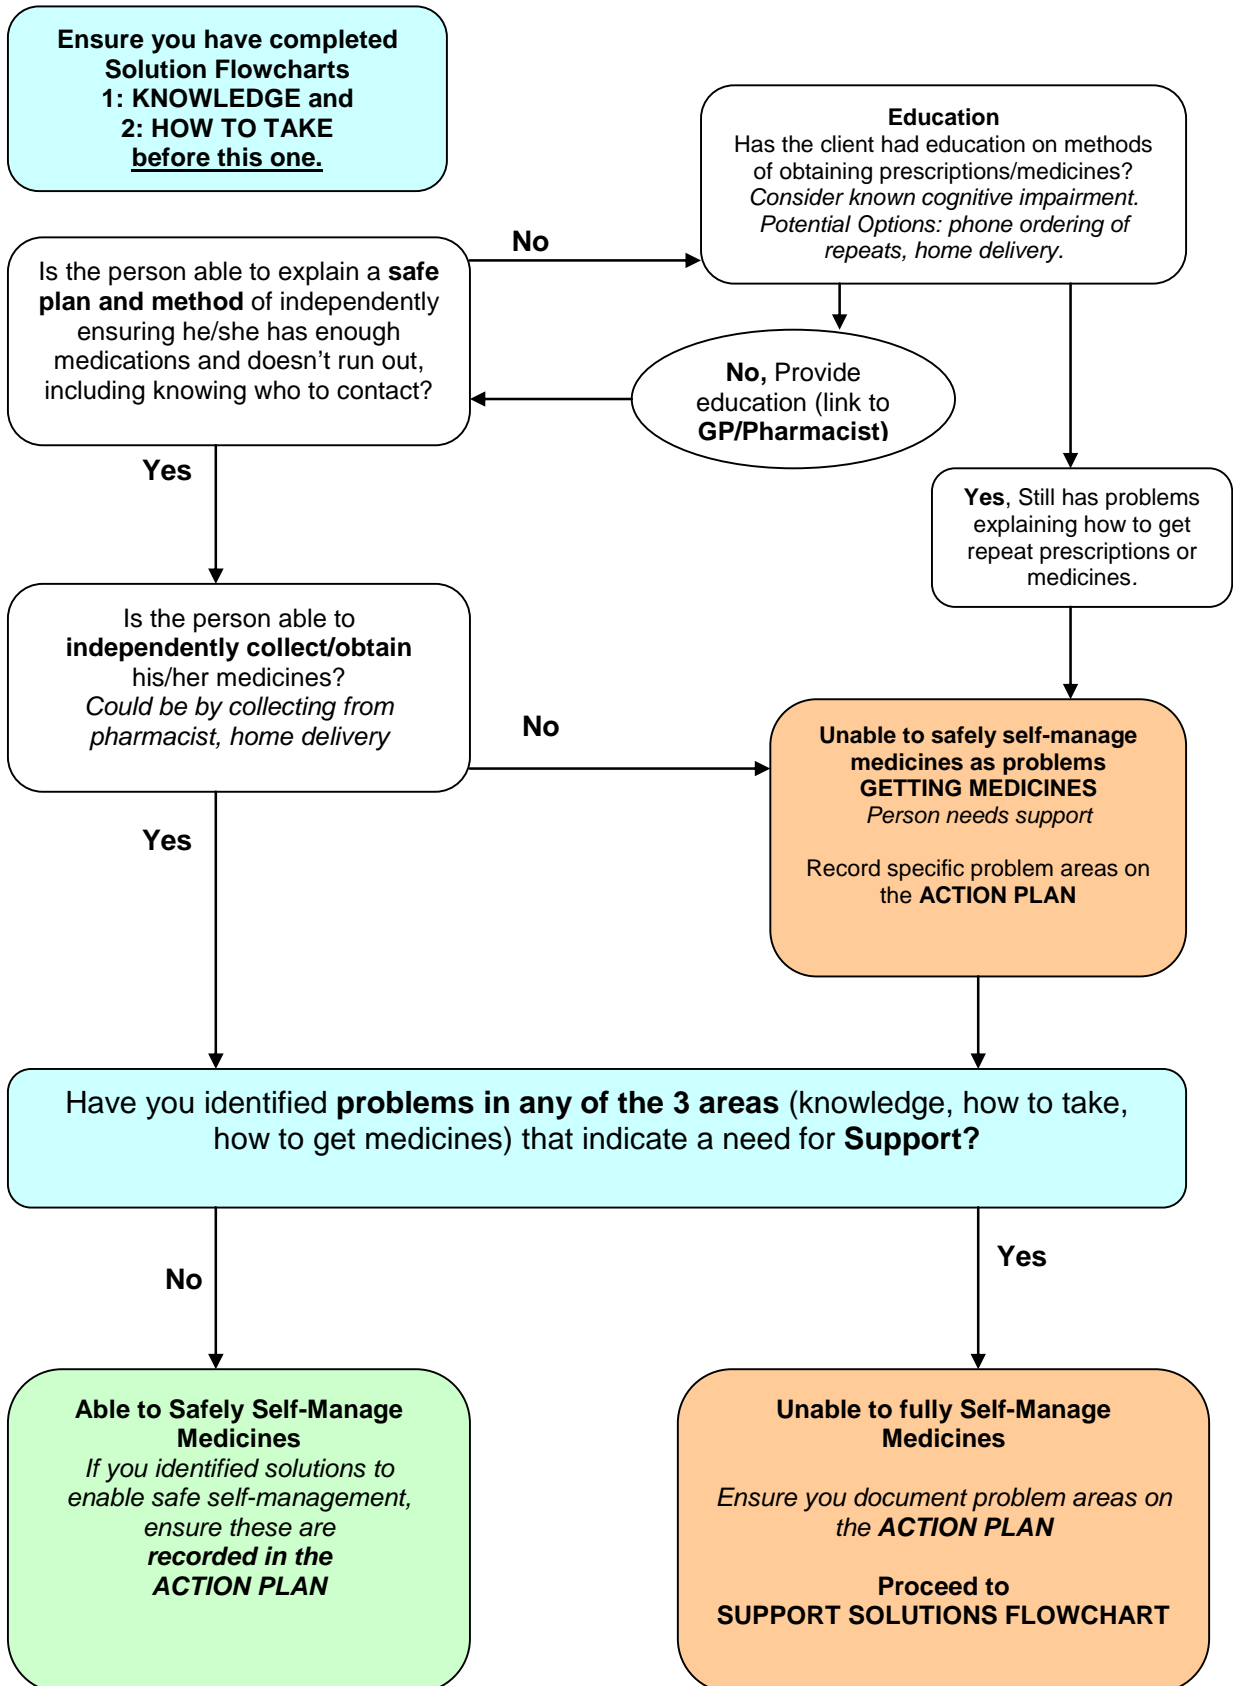 Ensure you have completed
Solution Flowcharts
1: KNOWLEDGE and
2: HOW TO TAKE
before this one.
Education
Has the client had education on methods
of obtaining prescriptions/medicines?
Consider known cognitive impairment.
Potential Options: phone ordering of
repeats, home delivery.
No
Is the person able to explain a safe
plan and method of independently
ensuring he/she has enough
medications and doesn’t run out,
including knowing who to contact?
No, Provide
education (link to
GP/Pharmacist)
Yes
Yes, Still has problems
explaining how to get
repeat prescriptions or
medicines.
Is the person able to
independently collect/obtain
his/her medicines?
Could be by collecting from
pharmacist, home delivery
No
Unable to safely self-manage
medicines as problems
GETTING MEDICINES
Person needs support
Record specific problem areas on
the ACTION PLAN
Yes
Have you identified problems in any of the 3 areas (knowledge, how to take,
how to get medicines) that indicate a need for Support?
No
Yes
Able to Safely Self-Manage
Medicines
If you identified solutions to
enable safe self-management,
ensure these are
recorded in the
ACTION PLAN
Unable to fully Self-Manage
Medicines
Ensure you document problem areas on
the ACTION PLAN
Proceed to
SUPPORT SOLUTIONS FLOWCHART